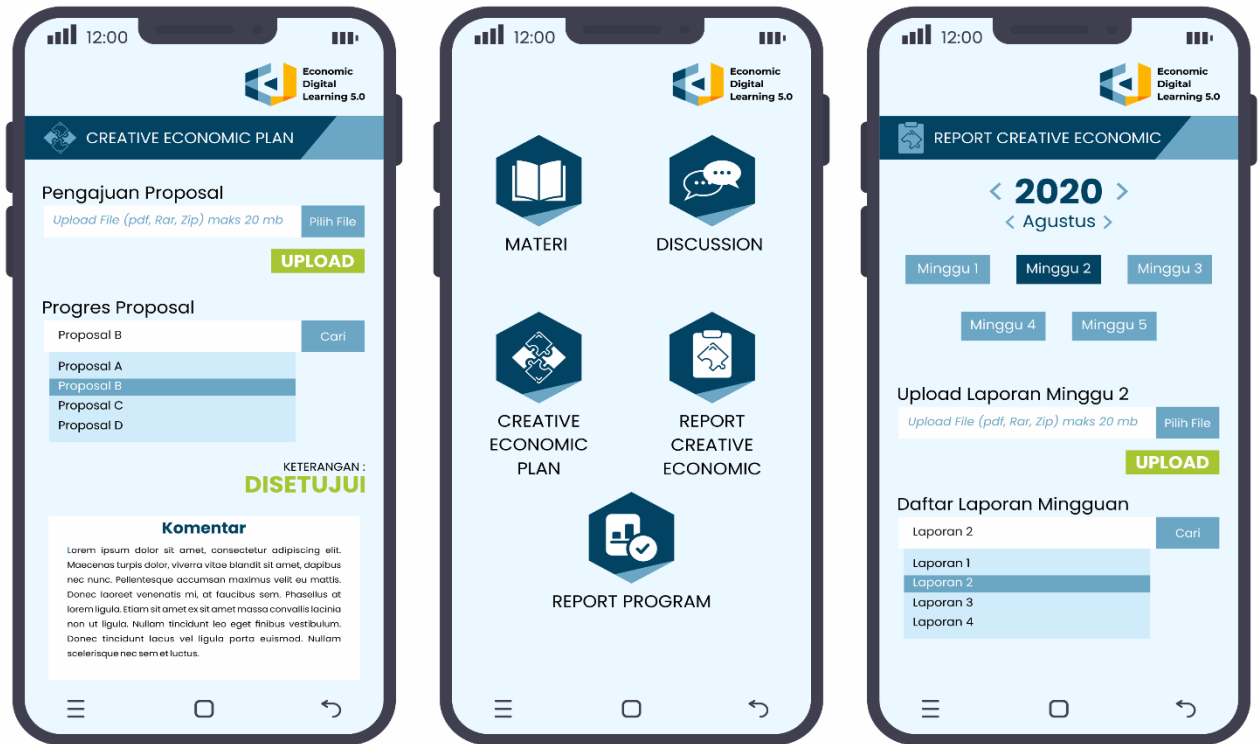 12:00
Economic
Digital
Learning 5.0
CREATIVE ECONOMIC PLAN
Pengajuan Proposal
Upload File (pdf, Rar, Zip) maks 20 mb
Pilih File
UPLOAD
Progres Proposal
Proposal B
Cari
Proposal A
Proposal B
Proposal C
Proposal D
KETERANGAN :
DISETUJUI
Komentar
Lorem ipsum dolor sit amet, consectetur adipiscing elit.
Maecenas turpis dolor, viverra vitae blandit sit amet, dapibus
nec nunc. Pellentesque accumsan maximus velit eu mattis.
Donec laoreet venenatis mi, at faucibus sem. Phasellus at
lorem ligula. Etiam sit amet ex sit amet massa convallis lacinia
non ut ligula. Nullam tincidunt leo eget finibus vestibulum.
Donec tincidunt lacus vel ligula porta euismod. Nullam
scelerisque nec sem et luctus.
12:00
Economic
Digital
Learning 5.0
MATERI
DISCUSSION
CREATIVE
ECONOMIC
PLAN
REPORT
CREATIVE
ECONOMIC
REPORT PROGRAM
12:00
Economic
Digital
Learning 5.0
REPORT CREATIVE ECONOMIC
< 2020 >
< Agustus >
Minggu 1
Minggu 2
Minggu 3
Minggu 4
Minggu 5
Upload Laporan Minggu 2
Upload File (pdf, Rar, Zip) maks 20 mb
Pilih File
UPLOAD
Daftar Laporan Mingguan
Laporan 2
Cari
Laporan 1
Laporan 2
Laporan 3
Laporan 4